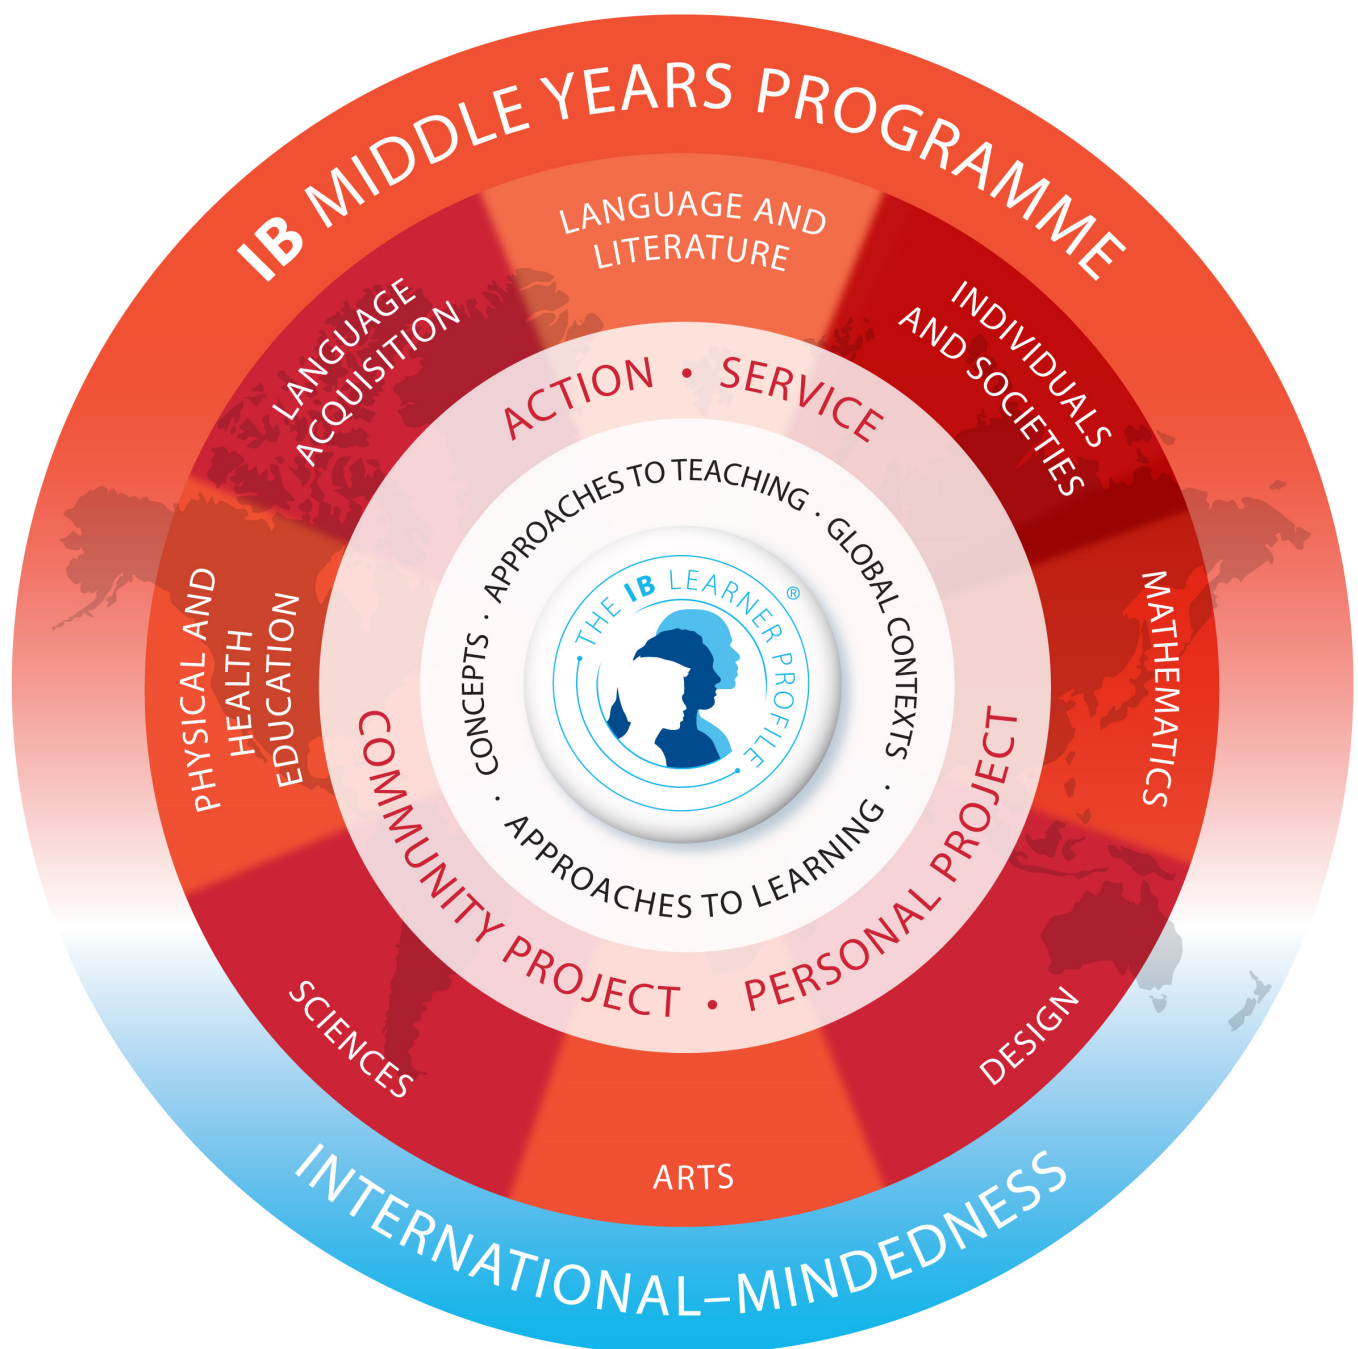 IB MIDDLE YEARS PROGRAMME
LANGUAGE AND
LITERATURE
INDIVIDUALS
AND SOCIETIES
MATHEMATICS
DESIGN
ARTS
SCIENCES
PHYSICAL AND
HEALTH
EDUCATION
LANGUAGE
ACQUISITION
ACTION • SERVICE
COMMUNITY PROJECT • PERSONAL PROJECT
APPROACHES TO TEACHING · GLOBAL CONTEXTS · APPROACHES TO LEARNING · CONCEPTS ·
THE IB LEARNER PROFILE
®
INTERNATIONAL–MINDEDNESS